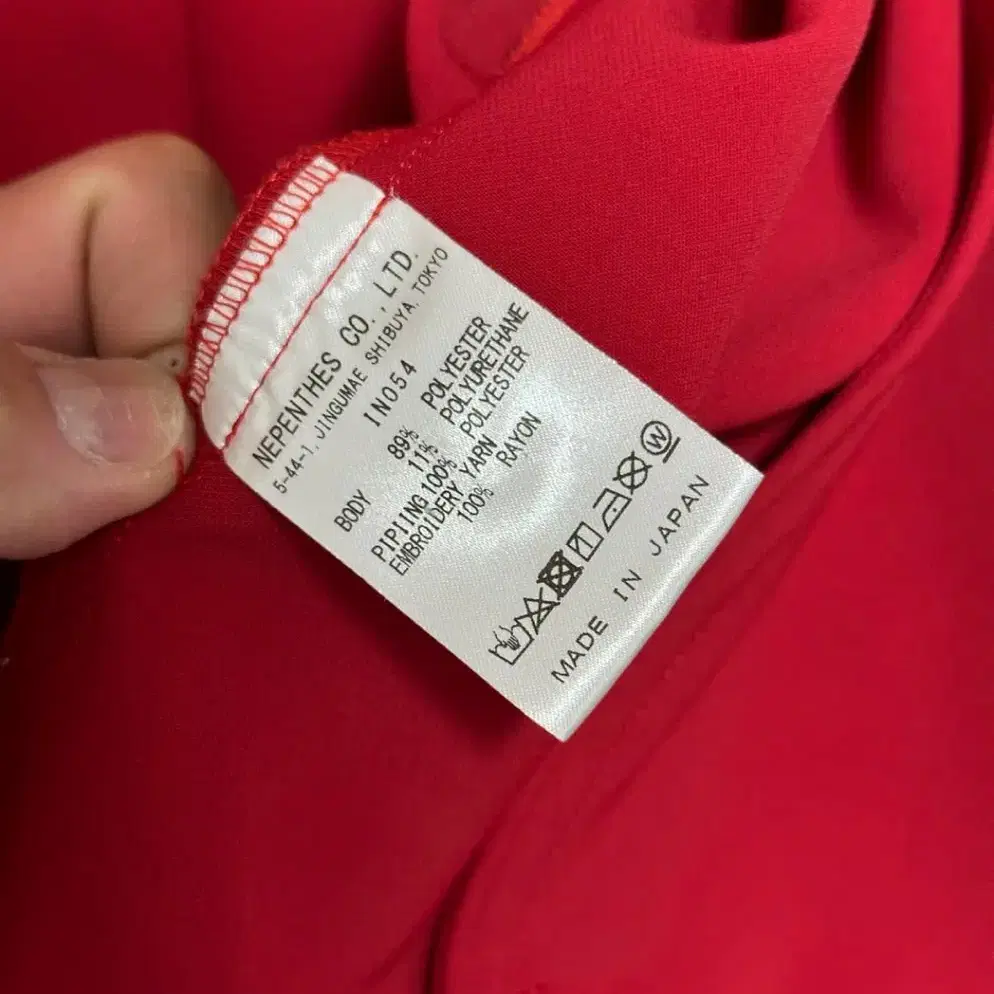 NEPENTHES CO., LTD.
5-44-1, JINGUMAE SHIBUYA, TOKYO
IN054
BODY 89% POLYESTER
11% POLYURETHANE
PIPIING 100% POLYESTER
EMBROIDERY YARN
100% RAYON
W
MADE IN JAPAN